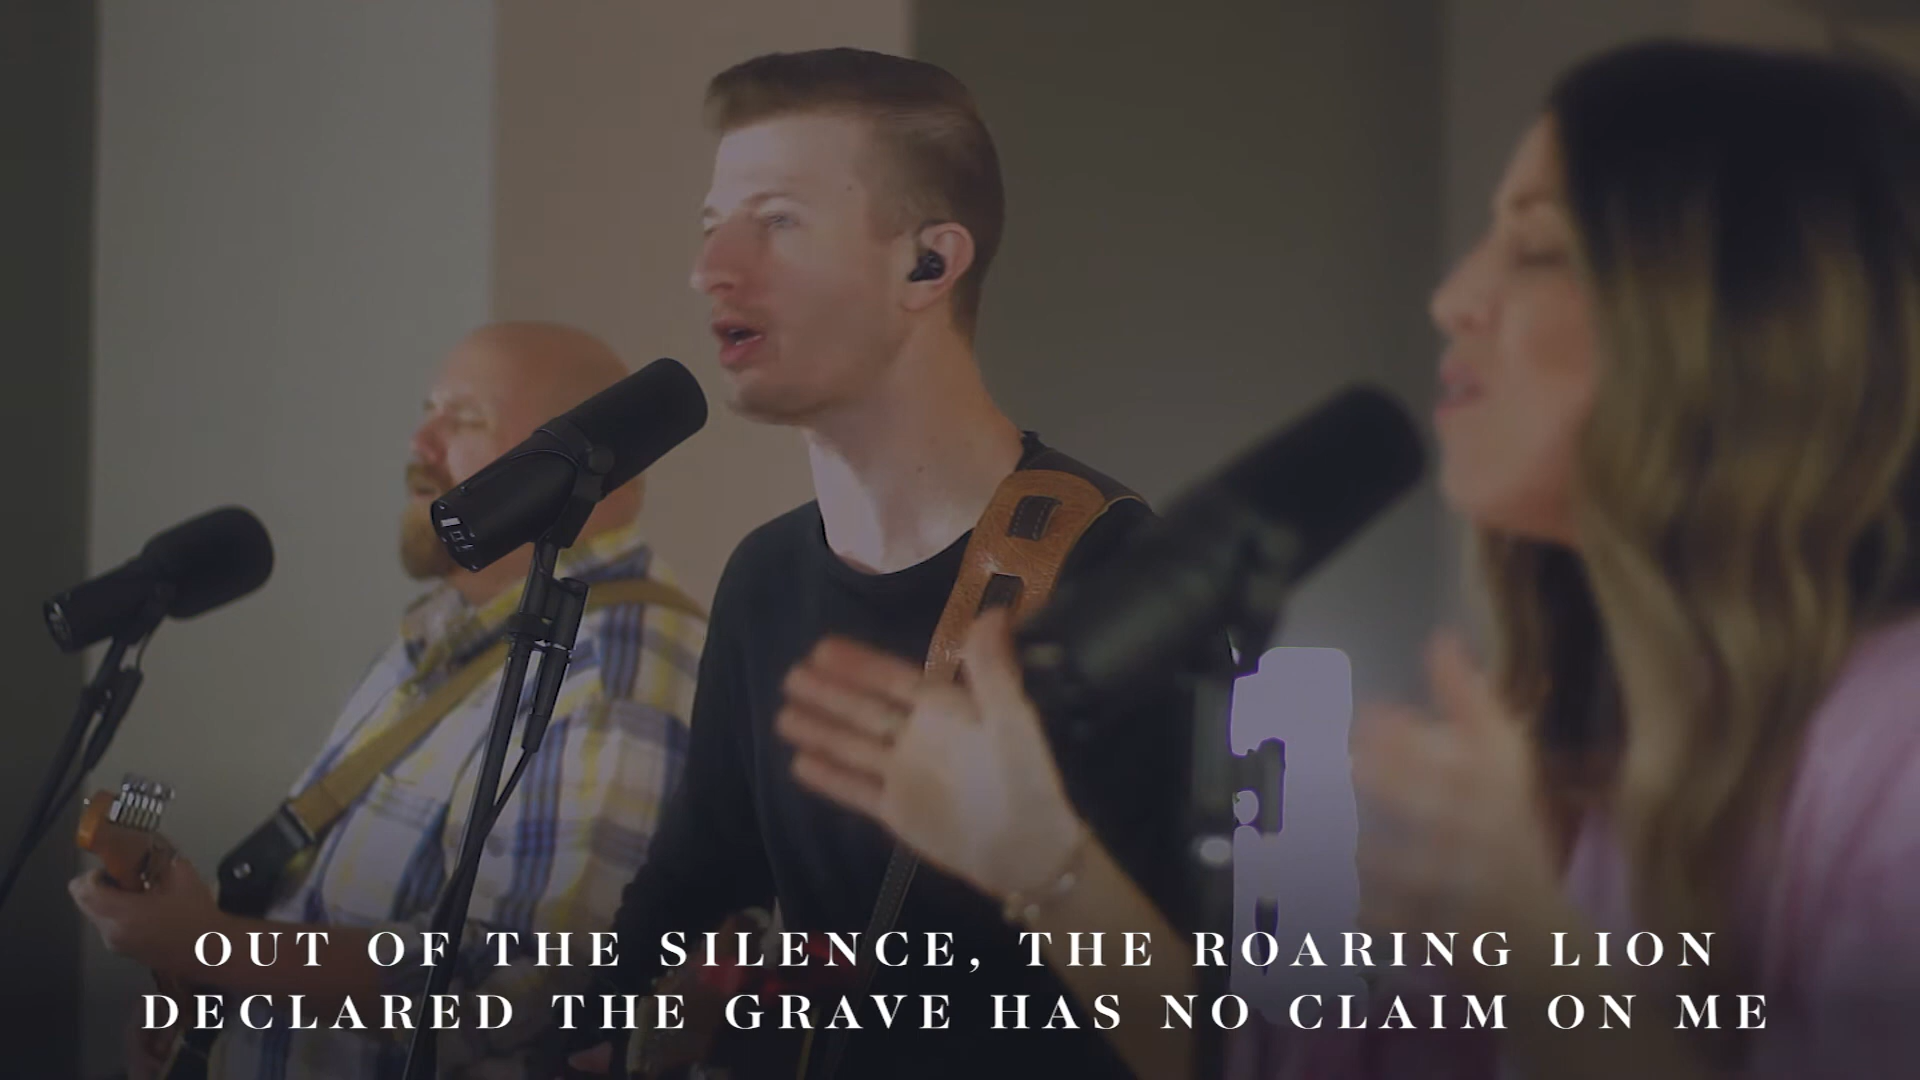 OUT OF THE SILENCE, THE ROARING LION
DECLARED THE GRAVE HAS NO CLAIM ON ME